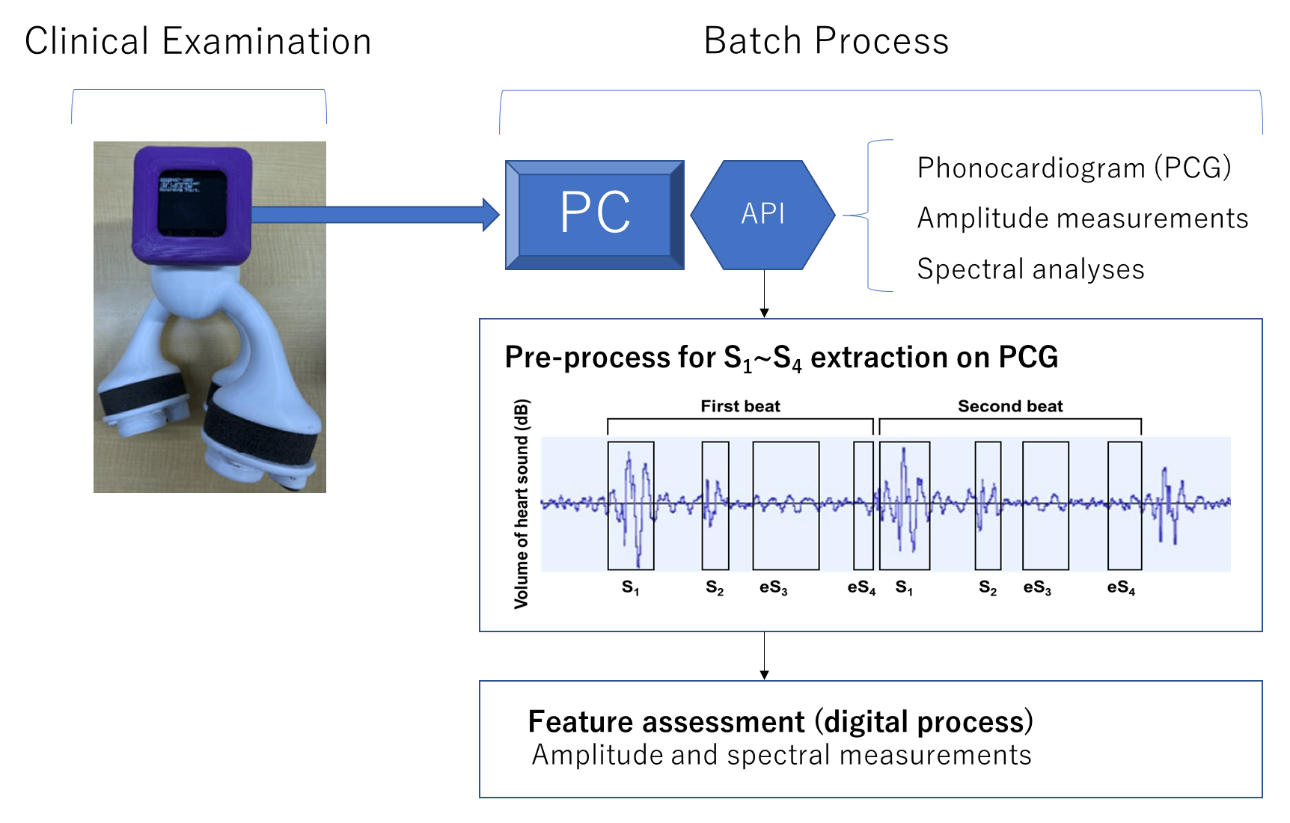 Clinical Examination
Batch Process
PC
API
Phonocardiogram (PCG)
Amplitude measurements
Spectral analyses
Pre-process for S₁~S₄ extraction on PCG
First beat
Second beat
Volume of heart sound (dB)
S₁ S₂ eS₃ eS₄ S₁ S₂ eS₃ eS₄
Feature assessment (digital process)
Amplitude and spectral measurements